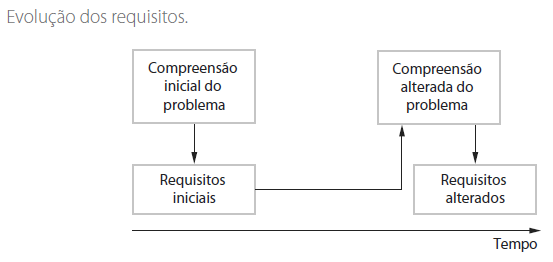 Evolução dos requisitos.
Compreensão
inicial do
problema
Compreensão
alterada do
problema
Requisitos
iniciais
Requisitos
alterados
Tempo